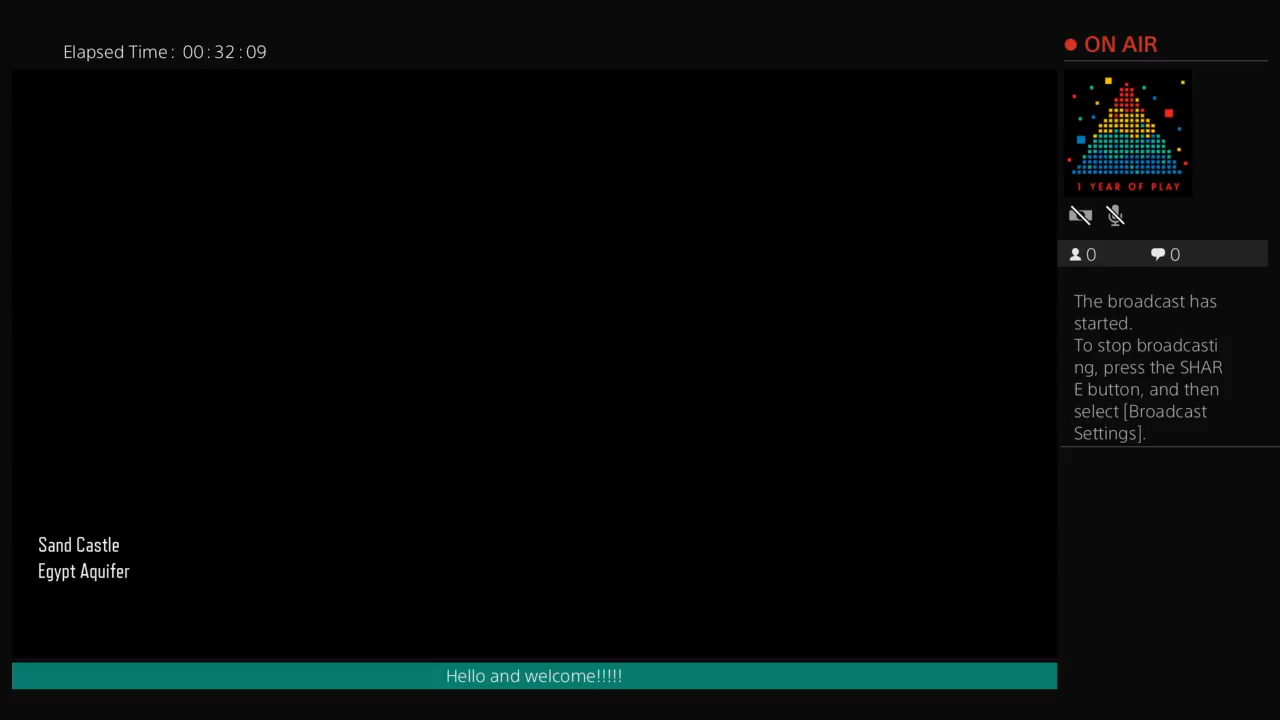 Elapsed Time: 00:32:09
ON AIR
1 YEAR OF PLAY
0
0
The broadcast has
started.
To stop broadcasti
ng, press the SHAR
E button, and then
select [Broadcast
Settings].
Sand Castle
Egypt Aquifer
Hello and welcome!!!!!